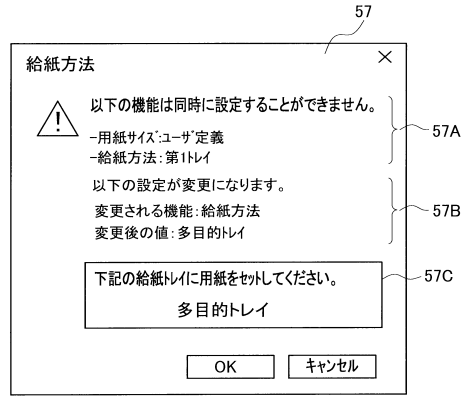 57
給紙方法
×
以下の機能は同時に設定することができません。
!
-用紙サイズ:ユーザ定義
-給紙方法:第1トレイ
57A
以下の設定が変更になります。
変更される機能:給紙方法
変更後の値:多目的トレイ
57B
下記の給紙トレイに用紙をセットしてください。
多目的トレイ
57C
OK
キャンセル